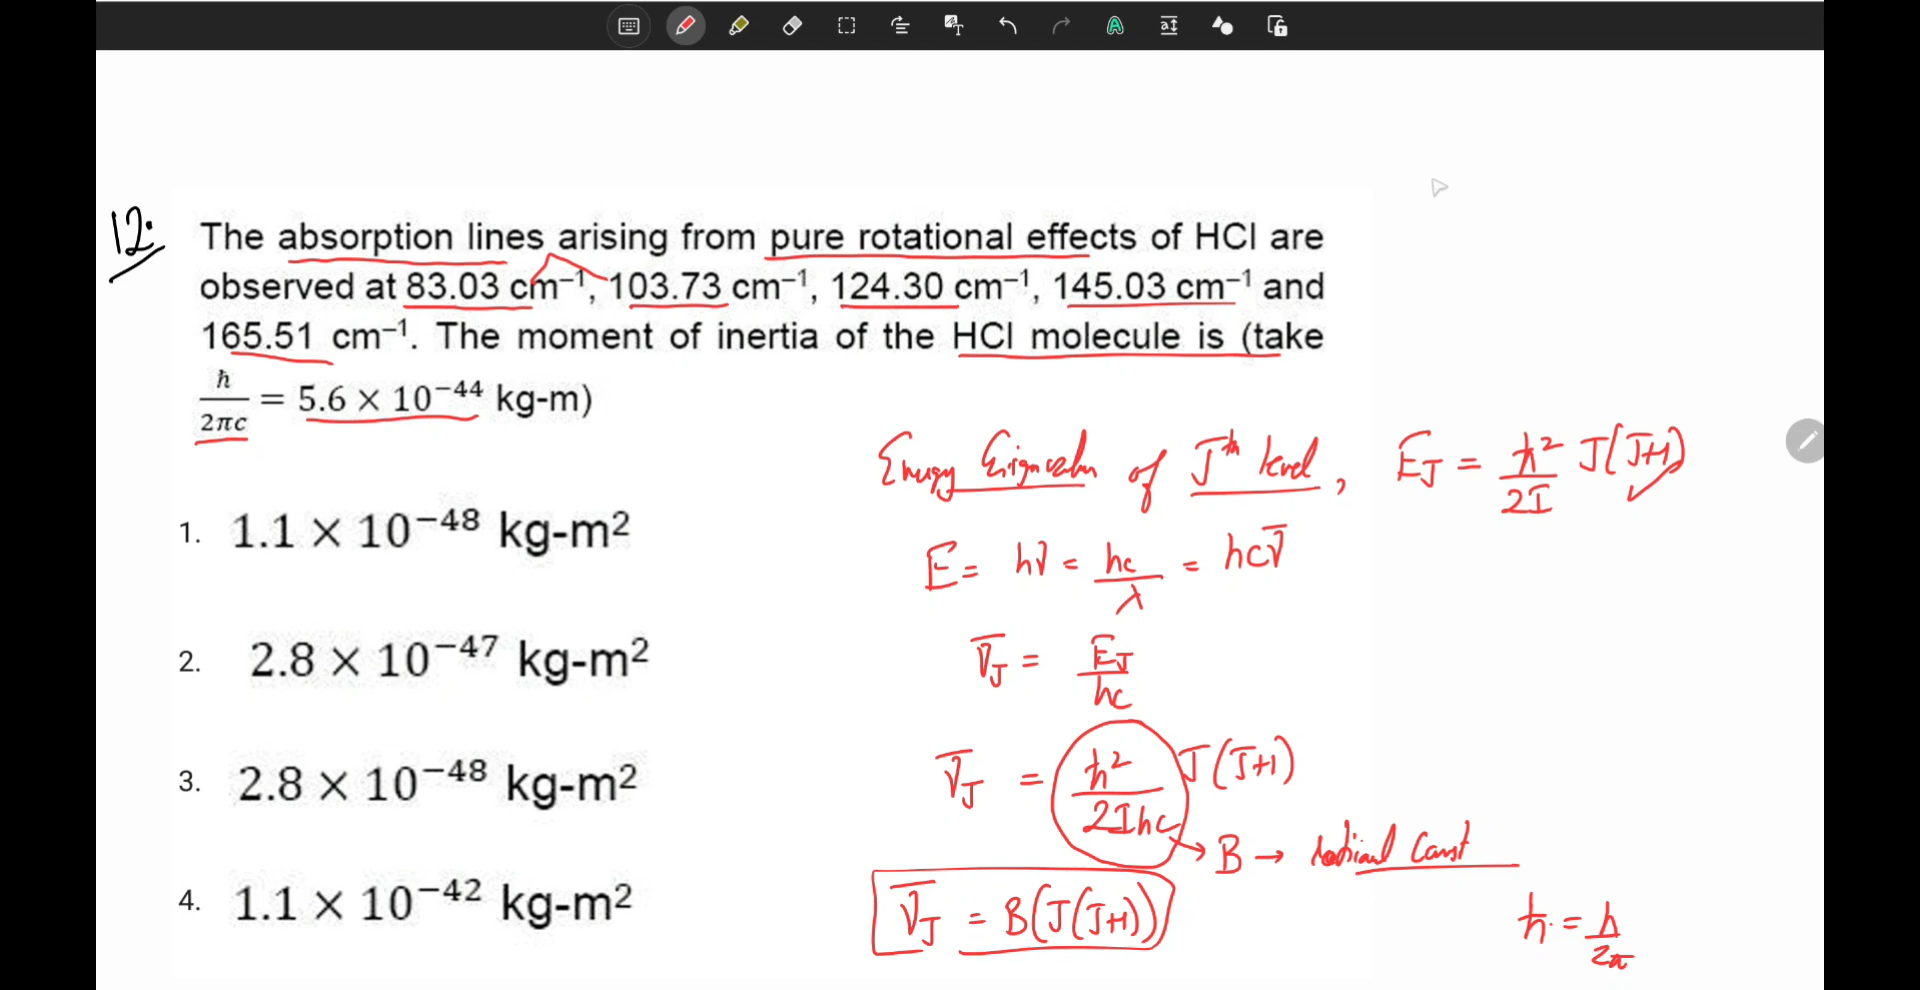 12.
The absorption lines arising from pure rotational effects of HCl are
observed at 83.03 cm⁻¹, 103.73 cm⁻¹, 124.30 cm⁻¹, 145.03 cm⁻¹ and
165.51 cm⁻¹. The moment of inertia of the HCl molecule is (take
ħ/2πc = 5.6 × 10⁻⁴⁴ kg-m)
1. 1.1 × 10⁻⁴⁸ kg-m²
2. 2.8 × 10⁻⁴⁷ kg-m²
3. 2.8 × 10⁻⁴⁸ kg-m²
4. 1.1 × 10⁻⁴² kg-m²
Energy of Jᵗʰ level, E_J = ħ²/2I J(J+1)
E = hν = hc/λ = hcν̅
ν̅_J = E_J/hc
ν̅_J = ħ²/2Ihc J(J+1)
→ B →
ν̅_J = B(J(J+1))
ħ = h/2π